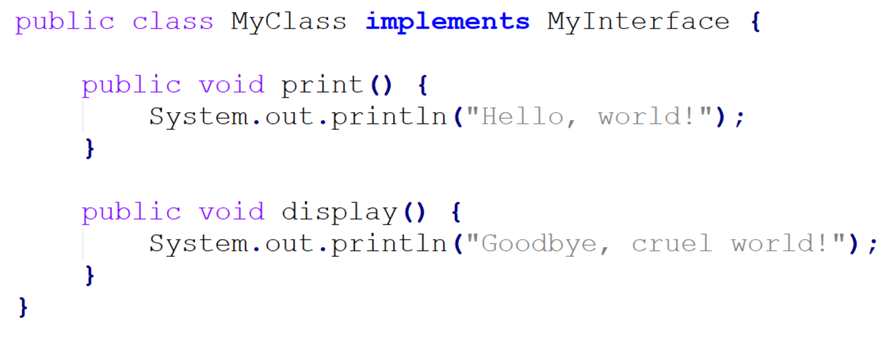 public class MyClass implements MyInterface {
public void print() {
System.out.println("Hello, world!");
}
public void display() {
System.out.println("Goodbye, cruel world!");
}
}